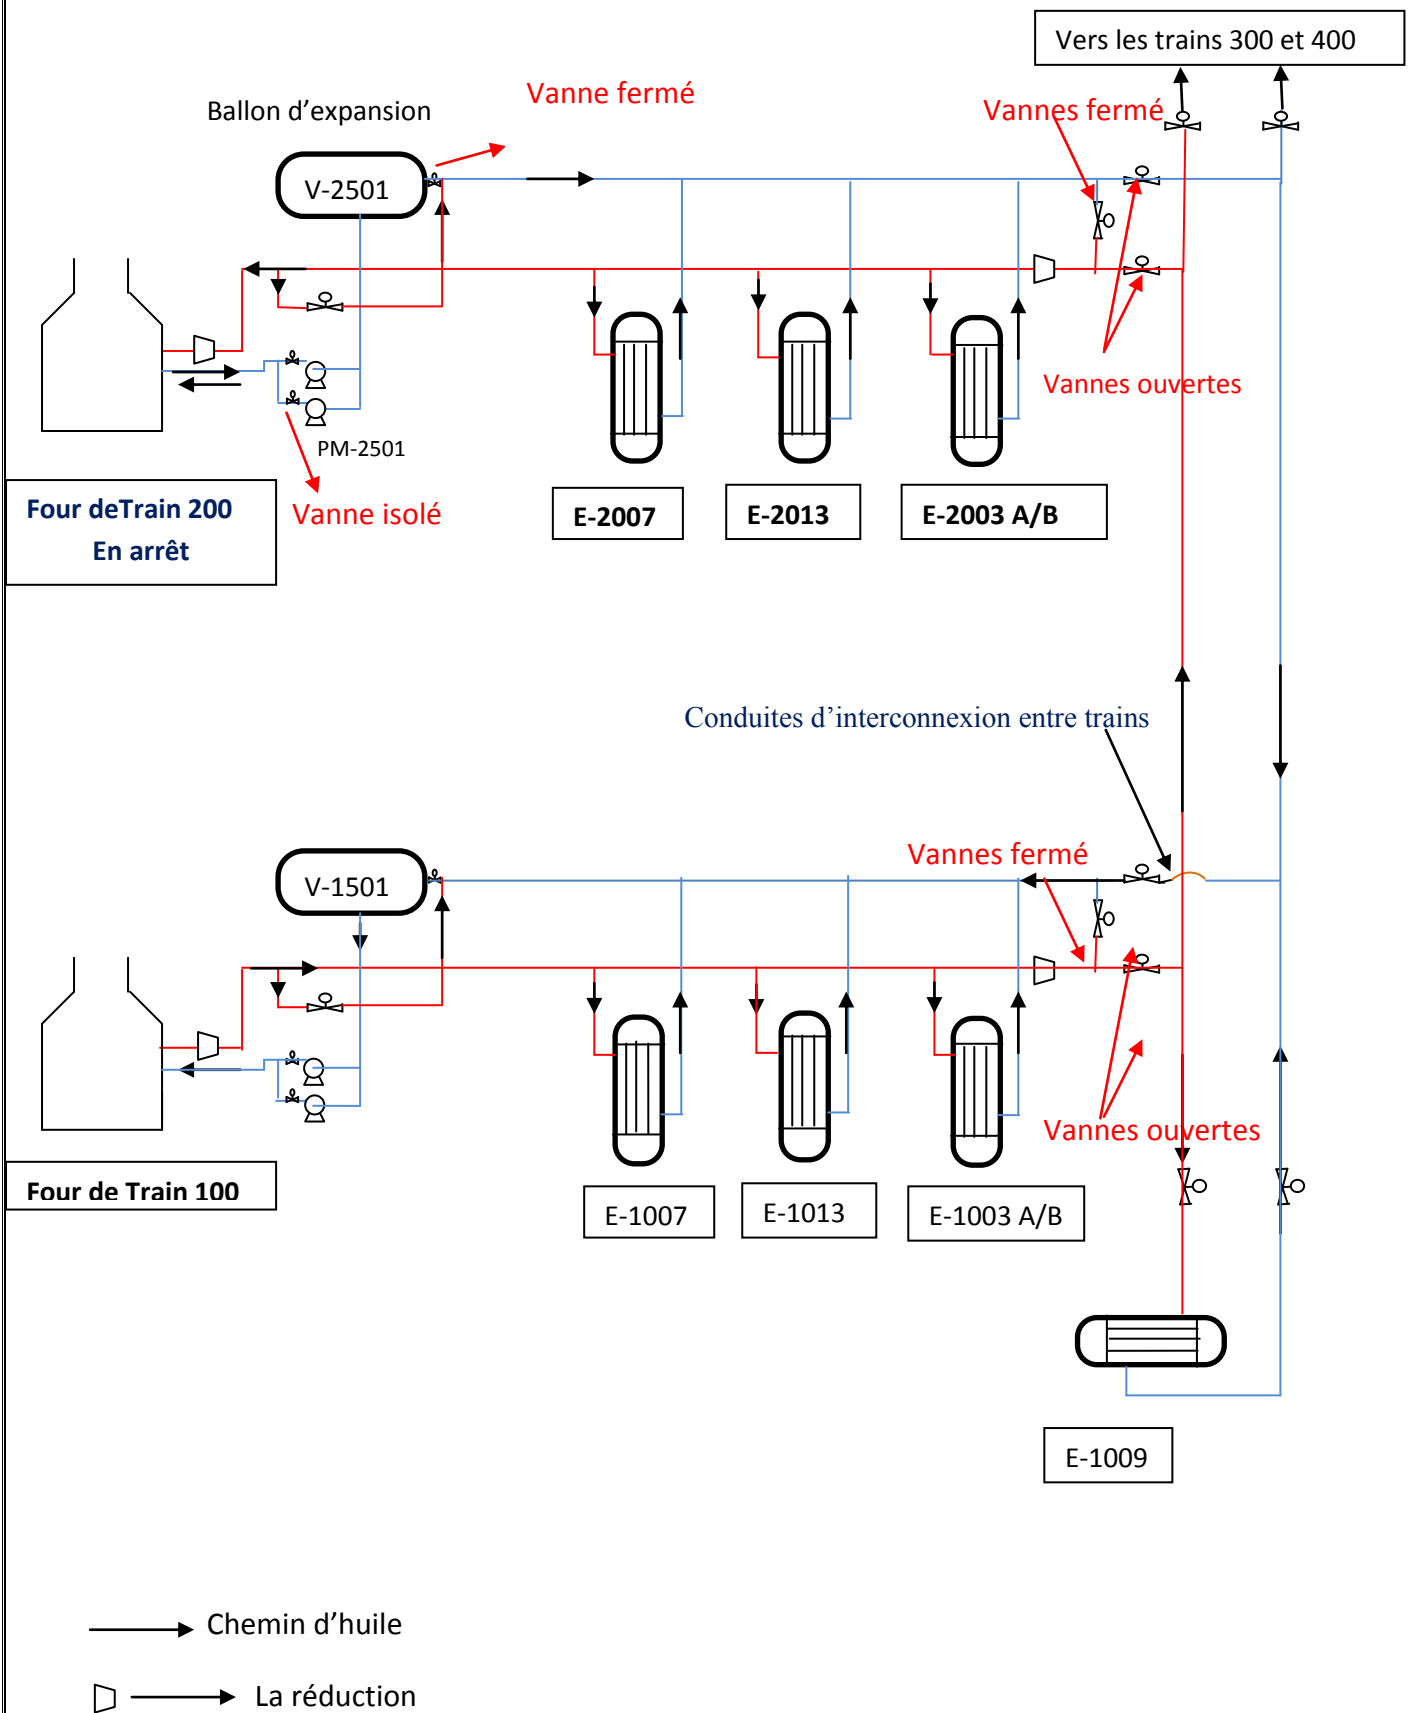 Vers les trains 300 et 400
Vanne fermé
Vannes fermé
Ballon d’expansion
V-2501
Vannes ouvertes
PM-2501
Vanne isolé
Four deTrain 200
En arrêt
E-2007
E-2013
E-2003 A/B
Conduites d’interconnexion entre trains
Vannes fermé
V-1501
Vannes ouvertes
Four de Train 100
E-1007
E-1013
E-1003 A/B
E-1009
Chemin d’huile
La réduction